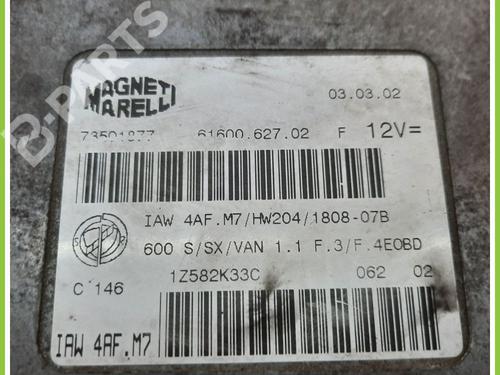 B-PARTS
MAGNETI
MARELLI
03.03.02
73501877 61600.627.02 F 12V=
IAW 4AF.M7/HW204/1808-07B
600 S/SX/VAN 1.1 F.3/F.4EOBD
1Z582K33C 062 02
C 146
IAW 4AF.M7